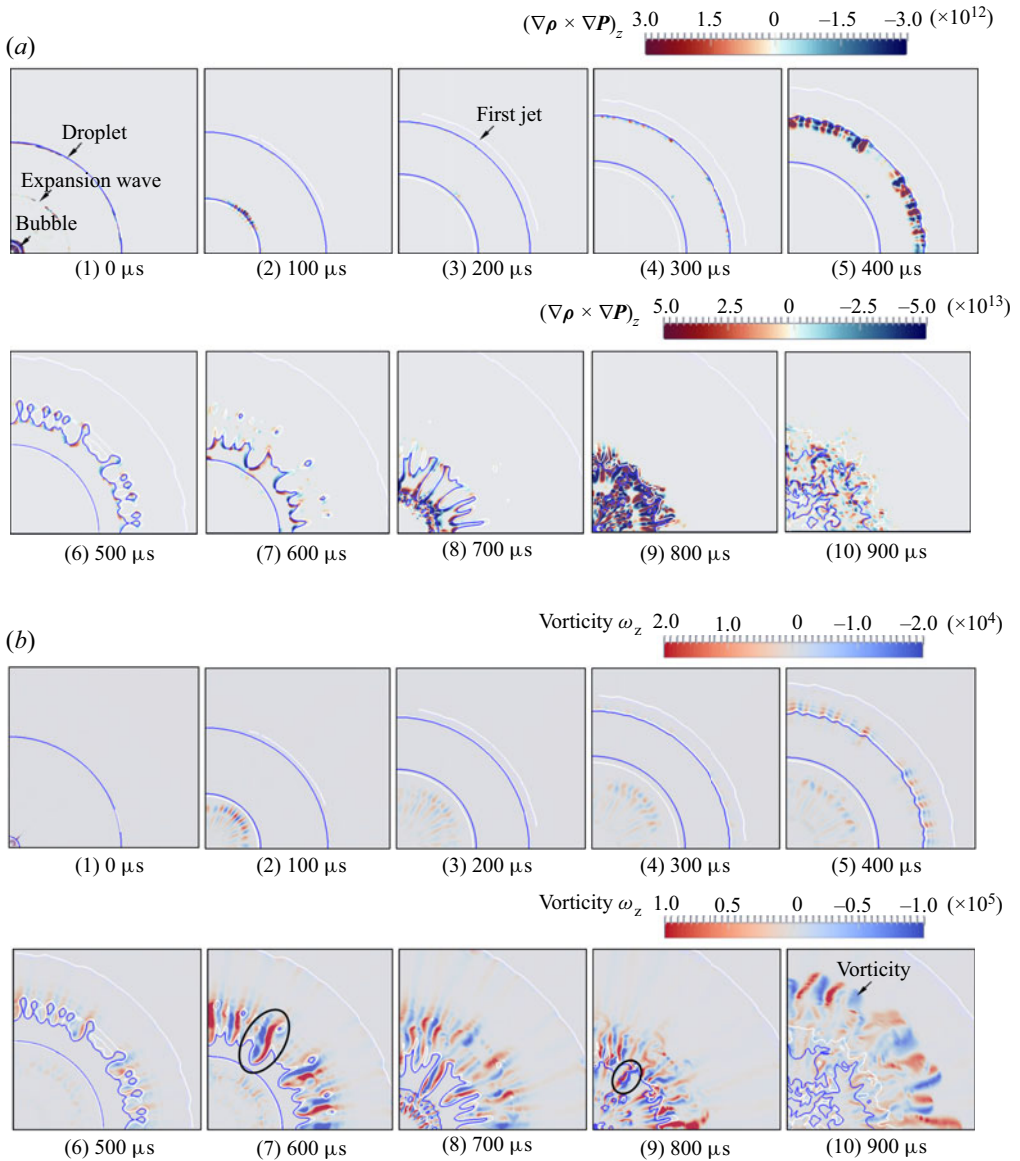 (∇ρ × ∇P)z 3.0 1.5 0 –1.5 –3.0 (×10¹²)
(a)
Droplet
Expansion wave
Bubble
First jet
(1) 0 μs (2) 100 μs (3) 200 μs (4) 300 μs (5) 400 μs
(∇ρ × ∇P)z 5.0 2.5 0 –2.5 –5.0 (×10¹³)
(6) 500 μs (7) 600 μs (8) 700 μs (9) 800 μs (10) 900 μs
(b)
Vorticity ωz 2.0 1.0 0 –1.0 –2.0 (×10⁴)
(1) 0 μs (2) 100 μs (3) 200 μs (4) 300 μs (5) 400 μs
Vorticity ωz 1.0 0.5 0 –0.5 –1.0 (×10⁵)
Vorticity
(6) 500 μs (7) 600 μs (8) 700 μs (9) 800 μs (10) 900 μs